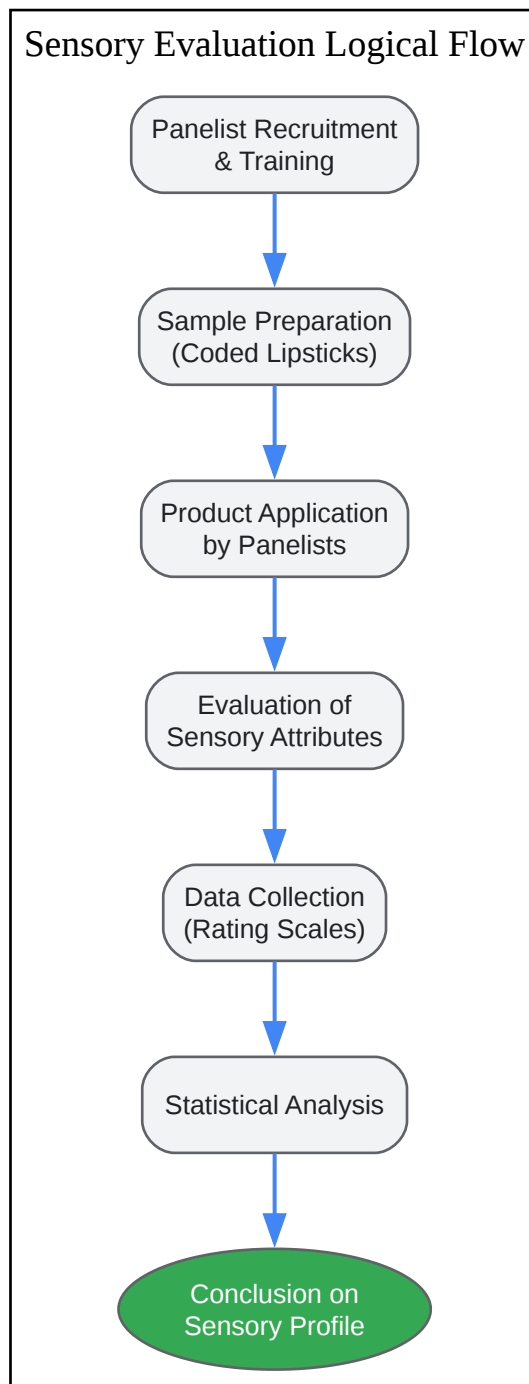 Sensory Evaluation Logical Flow
Panelist Recruitment
& Training
Sample Preparation
(Coded Lipsticks)
Product Application
by Panelists
Evaluation of
Sensory Attributes
Data Collection
(Rating Scales)
Statistical Analysis
Conclusion on
Sensory Profile